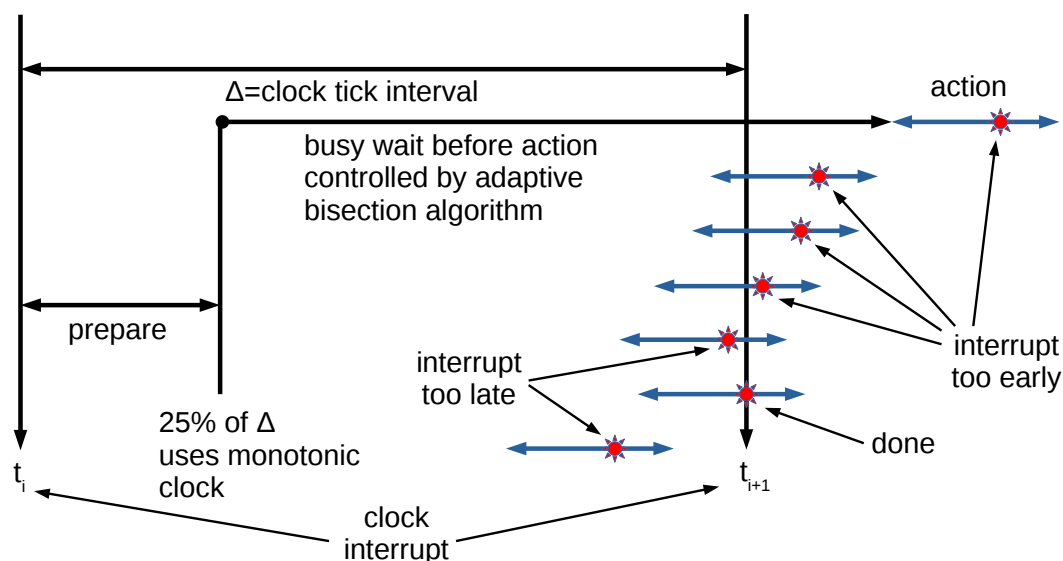 Δ=clock tick interval
action
busy wait before action
controlled by adaptive
bisection algorithm
prepare
interrupt
too late
interrupt
too early
25% of Δ
uses monotonic
clock
done
tᵢ
tᵢ₊₁
clock
interrupt